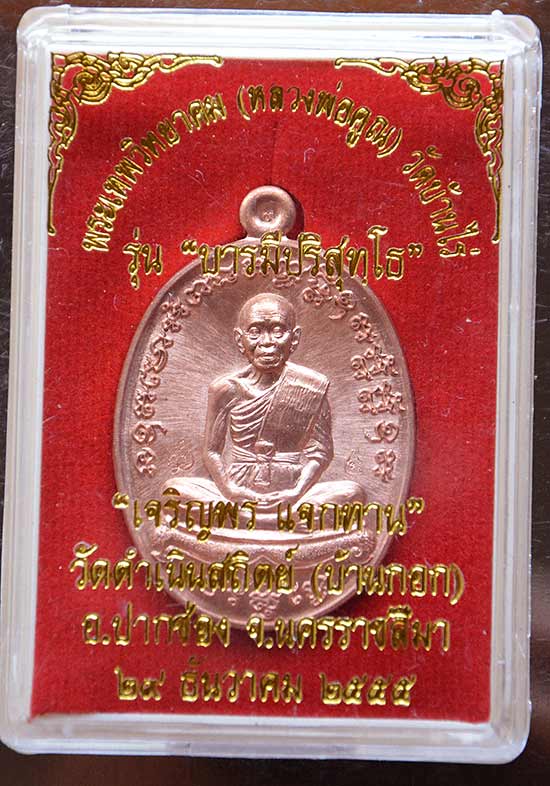 พระเทพวิทยาคม (หลวงพ่อคูณ) วัดบ้านไร่
รุ่น "บารมีปริสุทฺโธ"
"เจริญพร แจกทาน"
วัดดำเนินสถิตย์ (บ้านกอก)
อ.ปากช่อง จ.นครราชสีมา
๒๙ ธันวาคม ๒๕๕๕